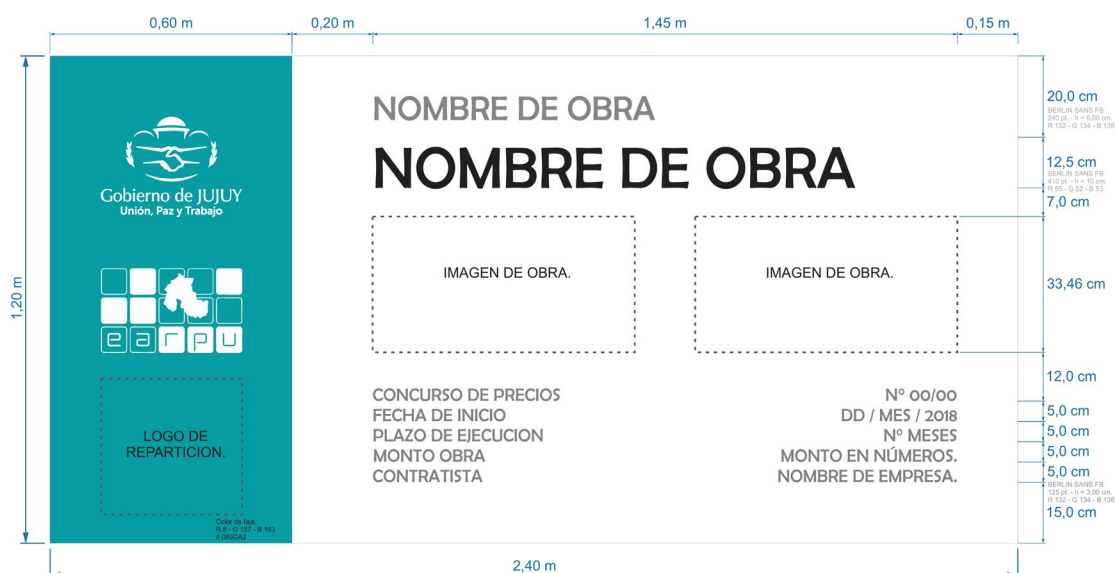 0,60 m
0,20 m
1,45 m
0,15 m
1,20 m
Gobierno de JUJUY
Unión, Paz y Trabajo
earpu
LOGO DE
REPARTICION.
Color de faja.
R 8 - G 157 - B 163
# 089DA3
NOMBRE DE OBRA
NOMBRE DE OBRA
IMAGEN DE OBRA.
IMAGEN DE OBRA.
CONCURSO DE PRECIOS Nº 00/00
FECHA DE INICIO DD / MES / 2018
PLAZO DE EJECUCION Nº MESES
MONTO OBRA MONTO EN NÚMEROS.
CONTRATISTA NOMBRE DE EMPRESA.
20,0 cm
BERLIN SANS FB
240 pt. - h = 6,00 cm.
R 132 - G 134 - B 136
12,5 cm
BERLIN SANS FB
410 pt. - h = 10 cm.
R 55 - G 52 - B 53
7,0 cm
33,46 cm
12,0 cm
5,0 cm
5,0 cm
5,0 cm
5,0 cm
BERLIN SANS FB
125 pt. - h = 3,00 cm.
R 132 - G 134 - B 136
15,0 cm
2,40 m